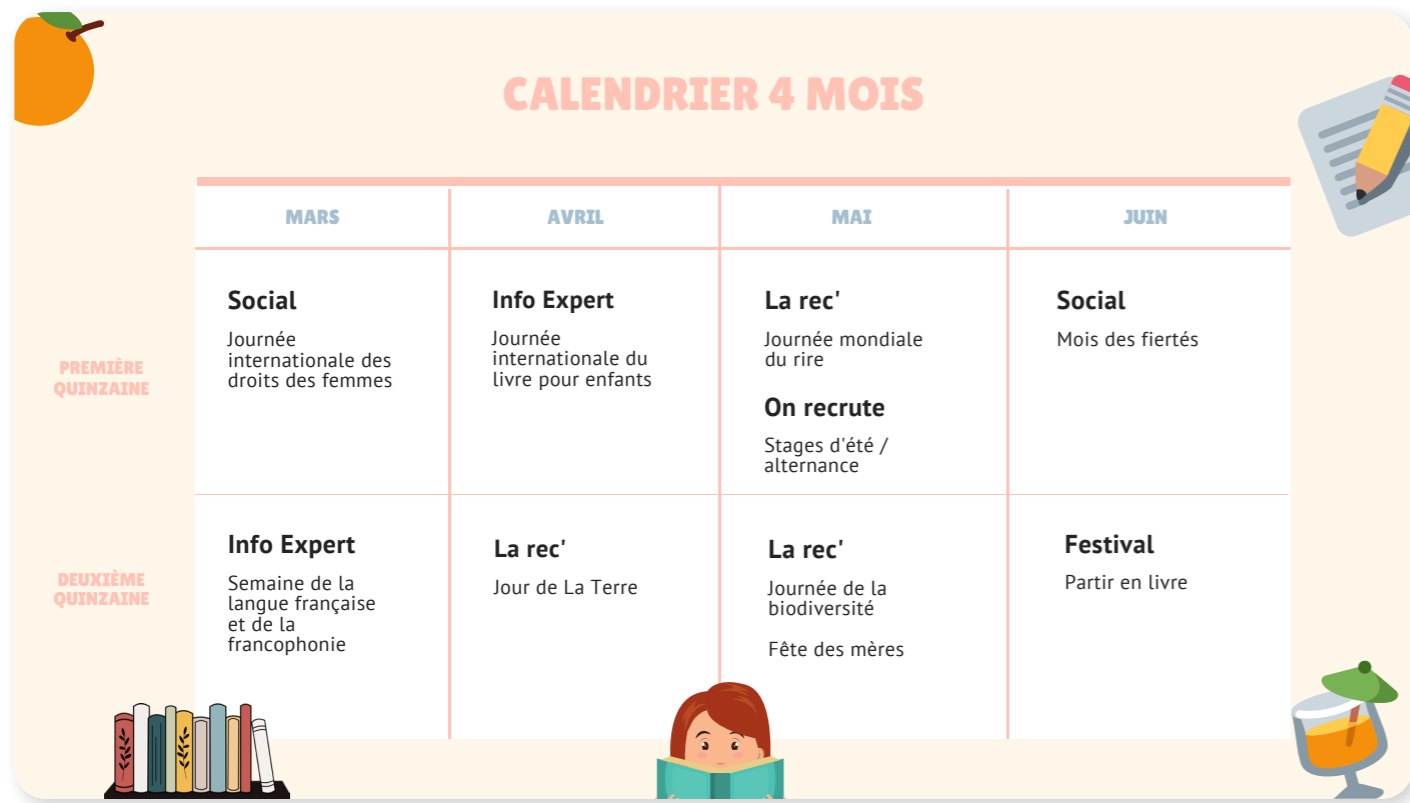 CALENDRIER 4 MOIS
MARS
AVRIL
MAI
JUIN
PREMIÈRE
QUINZAINE
Social
Journée
internationale des
droits des femmes
Info Expert
Journée
internationale du
livre pour enfants
La rec'
Journée mondiale
du rire
On recrute
Stages d'été /
alternance
Social
Mois des fiertés
DEUXIÈME
QUINZAINE
Info Expert
Semaine de la
langue française
et de la
francophonie
La rec'
Jour de La Terre
La rec'
Journée de la
biodiversité
Fête des mères
Festival
Partir en livre